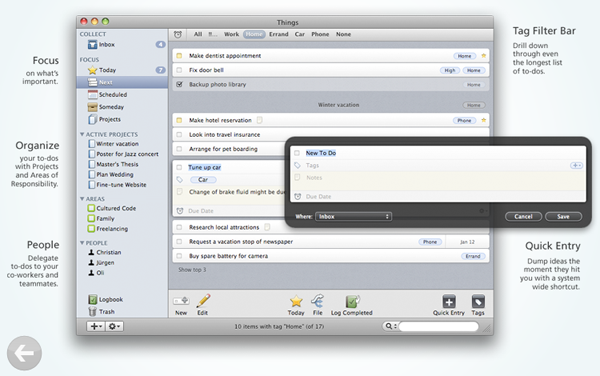 Things
COLLECT
Inbox 4
FOCUS
Today 7
Next
Scheduled
Someday
Projects
ACTIVE PROJECTS
Winter vacation
Poster for Jazz concert
Master's Thesis
Plan Wedding
Fine-tune Website
AREAS
Cultured Code
Family
Freelancing
PEOPLE
Christian
Jürgen
Oli
Logbook
Trash
All !!... Work Home Errand Car Phone None
Make dentist appointment Home
Fix door bell High Home
Backup photo library Home
Winter vacation Home
Make hotel reservation Phone
Look into travel insurance
Arrange for pet boarding
Tune up car
Car
Change of brake fluid might be due
Due Date
Research local attractions
Request a vacation stop of newspaper Phone Jan 12
Buy spare battery for camera Errand
Show top 3
New Edit Today File Log Completed Quick Entry Tags
10 items with tag "Home" (of 17)
New To Do
Tags
Notes
Due Date
Where: Inbox Cancel Save
Focus
on what's
important.
Organize
your to-dos
with Projects
and Areas of
Responsibility.
People
Delegate
to-dos to your
co-workers and
teammates.
Tag Filter Bar
Drill down
through even
the longest list
of to-dos.
Quick Entry
Dump ideas the
moment they hit
you with a system
wide shortcut.